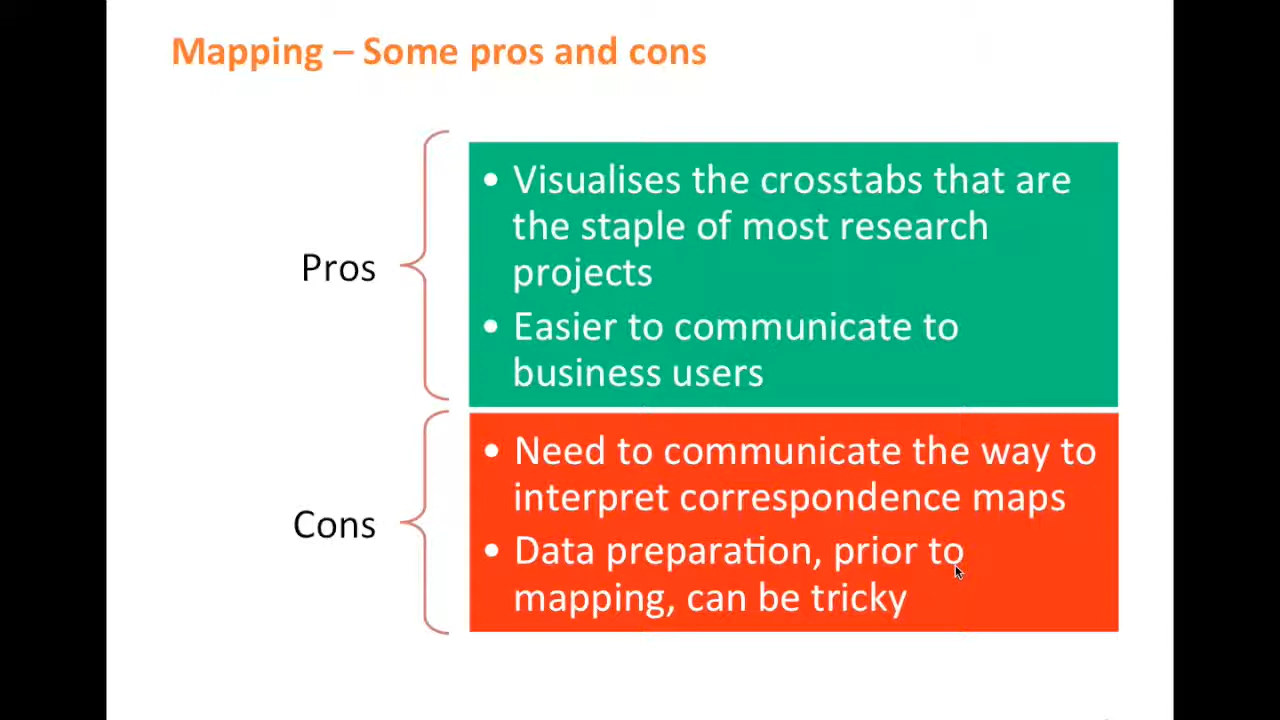 Mapping – Some pros and cons
Pros
• Visualises the crosstabs that are
the staple of most research
projects
• Easier to communicate to
business users
Cons
• Need to communicate the way to
interpret correspondence maps
• Data preparation, prior to
mapping, can be tricky